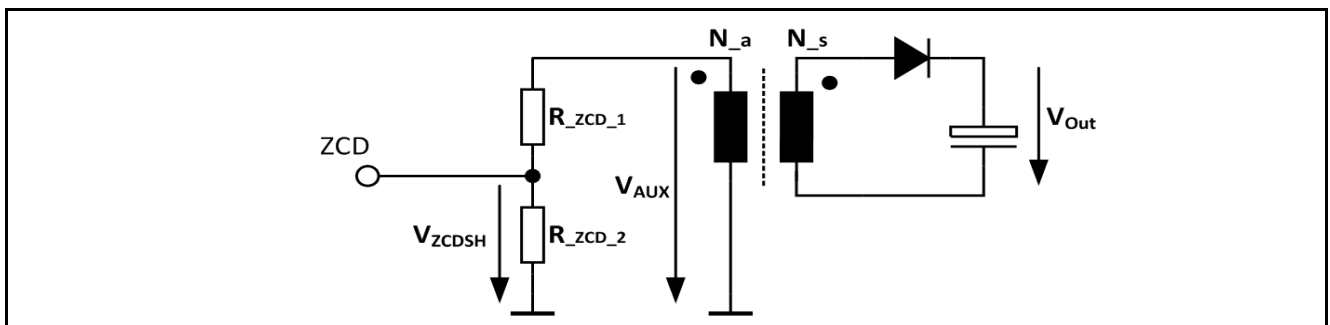 N_a N_s
R_ZCD_1
ZCD
V_Out
V_AUX
V_ZCDSH
R_ZCD_2